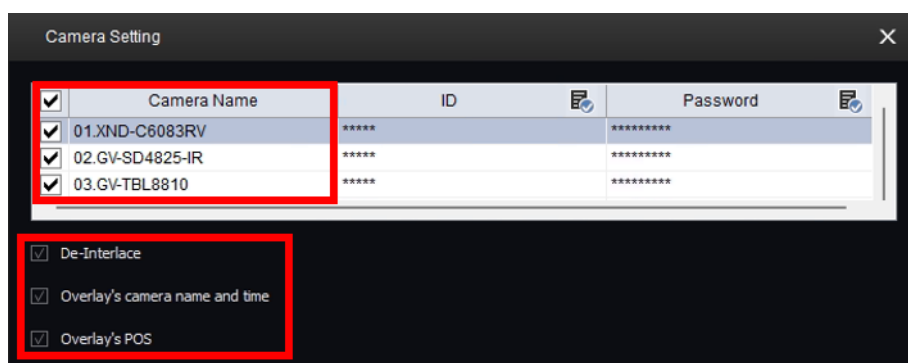 Camera Setting
Camera Name ID Password
01.XND-C6083RV ***** *********
02.GV-SD4825-IR ***** *********
03.GV-TBL8810 ***** *********
De-Interlace
Overlay's camera name and time
Overlay's POS